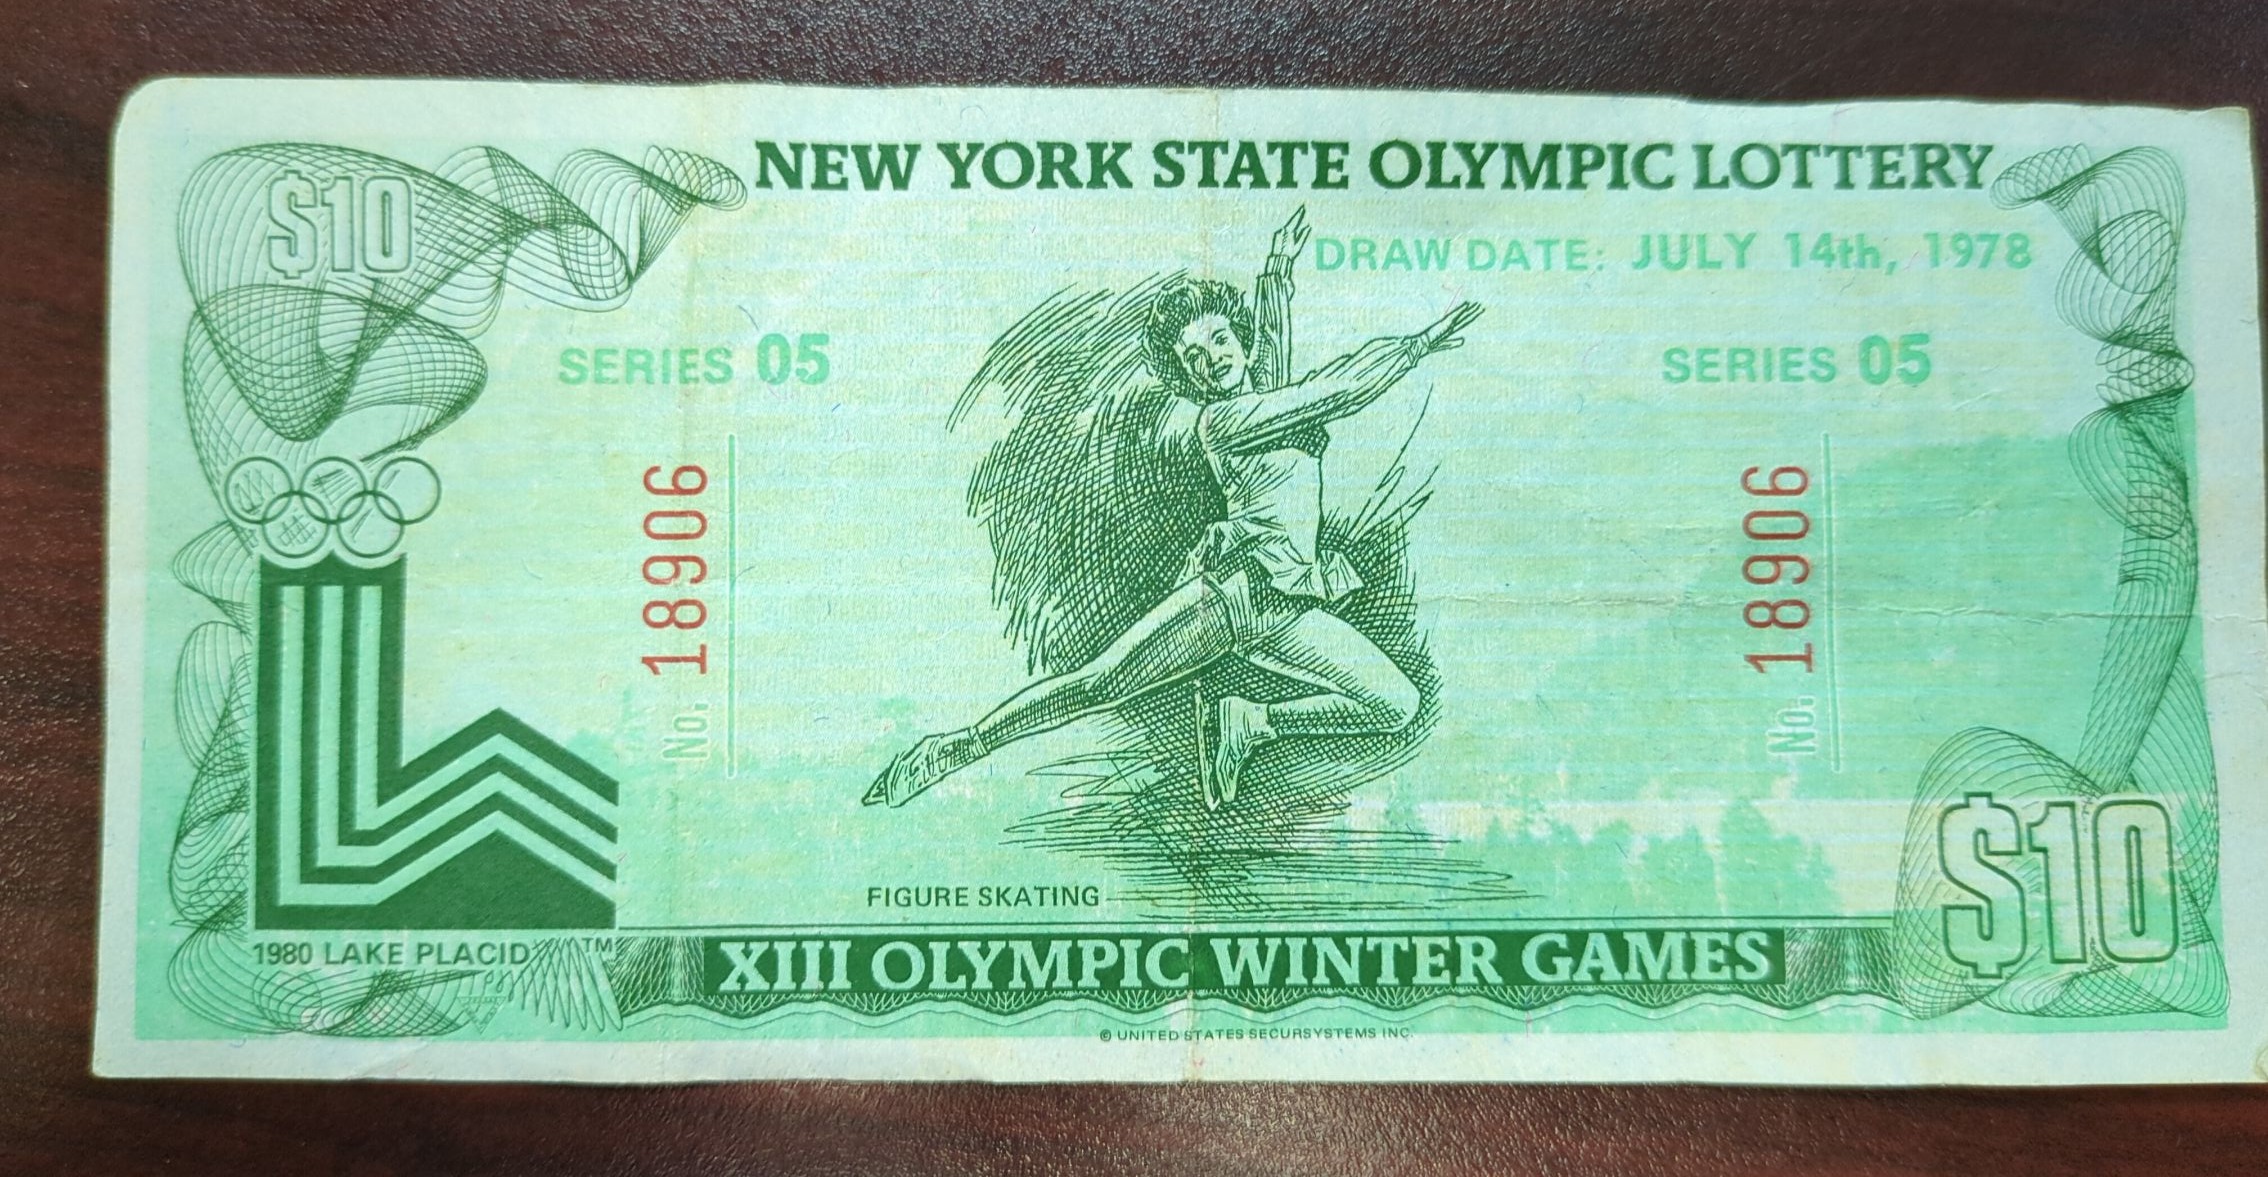 $10
NEW YORK STATE OLYMPIC LOTTERY
DRAW DATE: JULY 14th, 1978
SERIES 05
SERIES 05
No. 18906
No. 18906
FIGURE SKATING
1980 LAKE PLACID TM
XIII OLYMPIC WINTER GAMES
$10
© UNITED STATES SECURSYSTEMS INC.